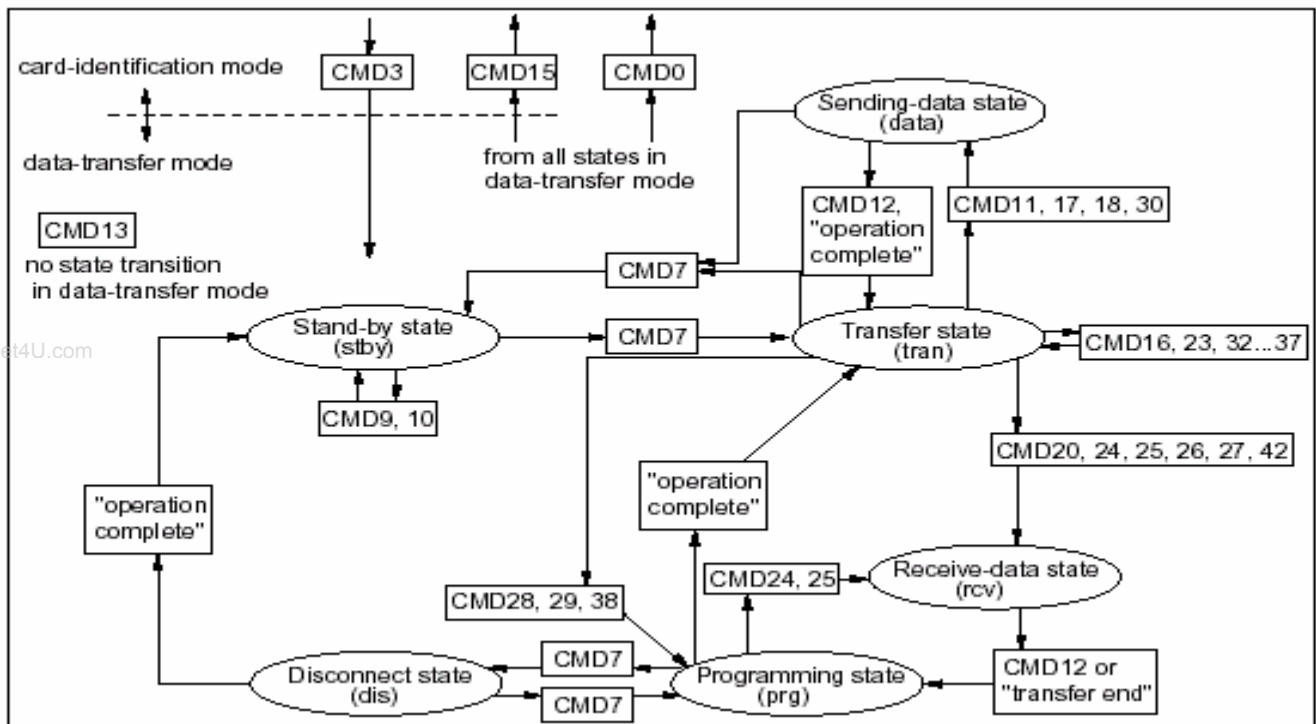 card-identification mode
CMD3
CMD15
CMD0
data-transfer mode
from all states in
data-transfer mode
Sending-data state
(data)
CMD13
no state transition
in data-transfer mode
CMD12,
"operation
complete"
CMD11, 17, 18, 30
CMD7
Stand-by state
(stby)
CMD7
Transfer state
(tran)
CMD16, 23, 32...37
et4U.com
CMD9, 10
CMD20, 24, 25, 26, 27, 42
"operation
complete"
"operation
complete"
CMD28, 29, 38
CMD24, 25
Receive-data state
(rcv)
Disconnect state
(dis)
CMD7
CMD7
Programming state
(prg)
CMD12 or
"transfer end"